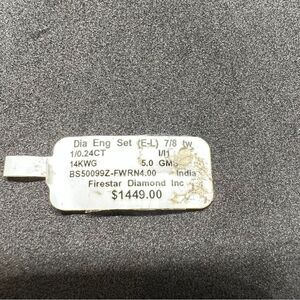 Dia Eng Set (E-L) 7/8 tw
1/0.24CT I/I1
14KWG 5.0 GMS
BS50099Z-FWRN4.00 India
Firestar Diamond Inc
$1449.00